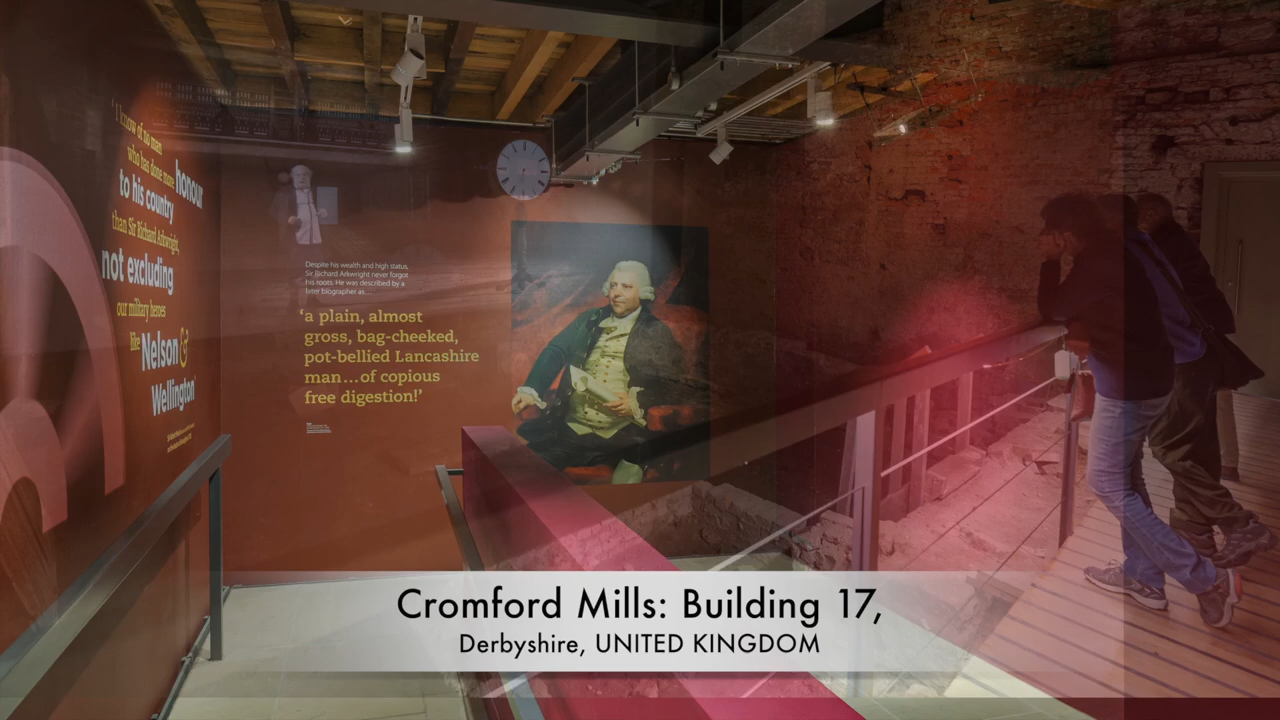 'I know of no man
who has done more
honour
to his country
than Sir Richard Arkwright,
not excluding
our military heroes
like Nelson &
Wellington'
Despite his wealth and high status,
Sir Richard Arkwright never forgot
his roots. He was described by a
later biographer as...
'a plain, almost
gross, bag-cheeked,
pot-bellied Lancashire
man...of copious
free digestion!'
Cromford Mills: Building 17,
Derbyshire, UNITED KINGDOM